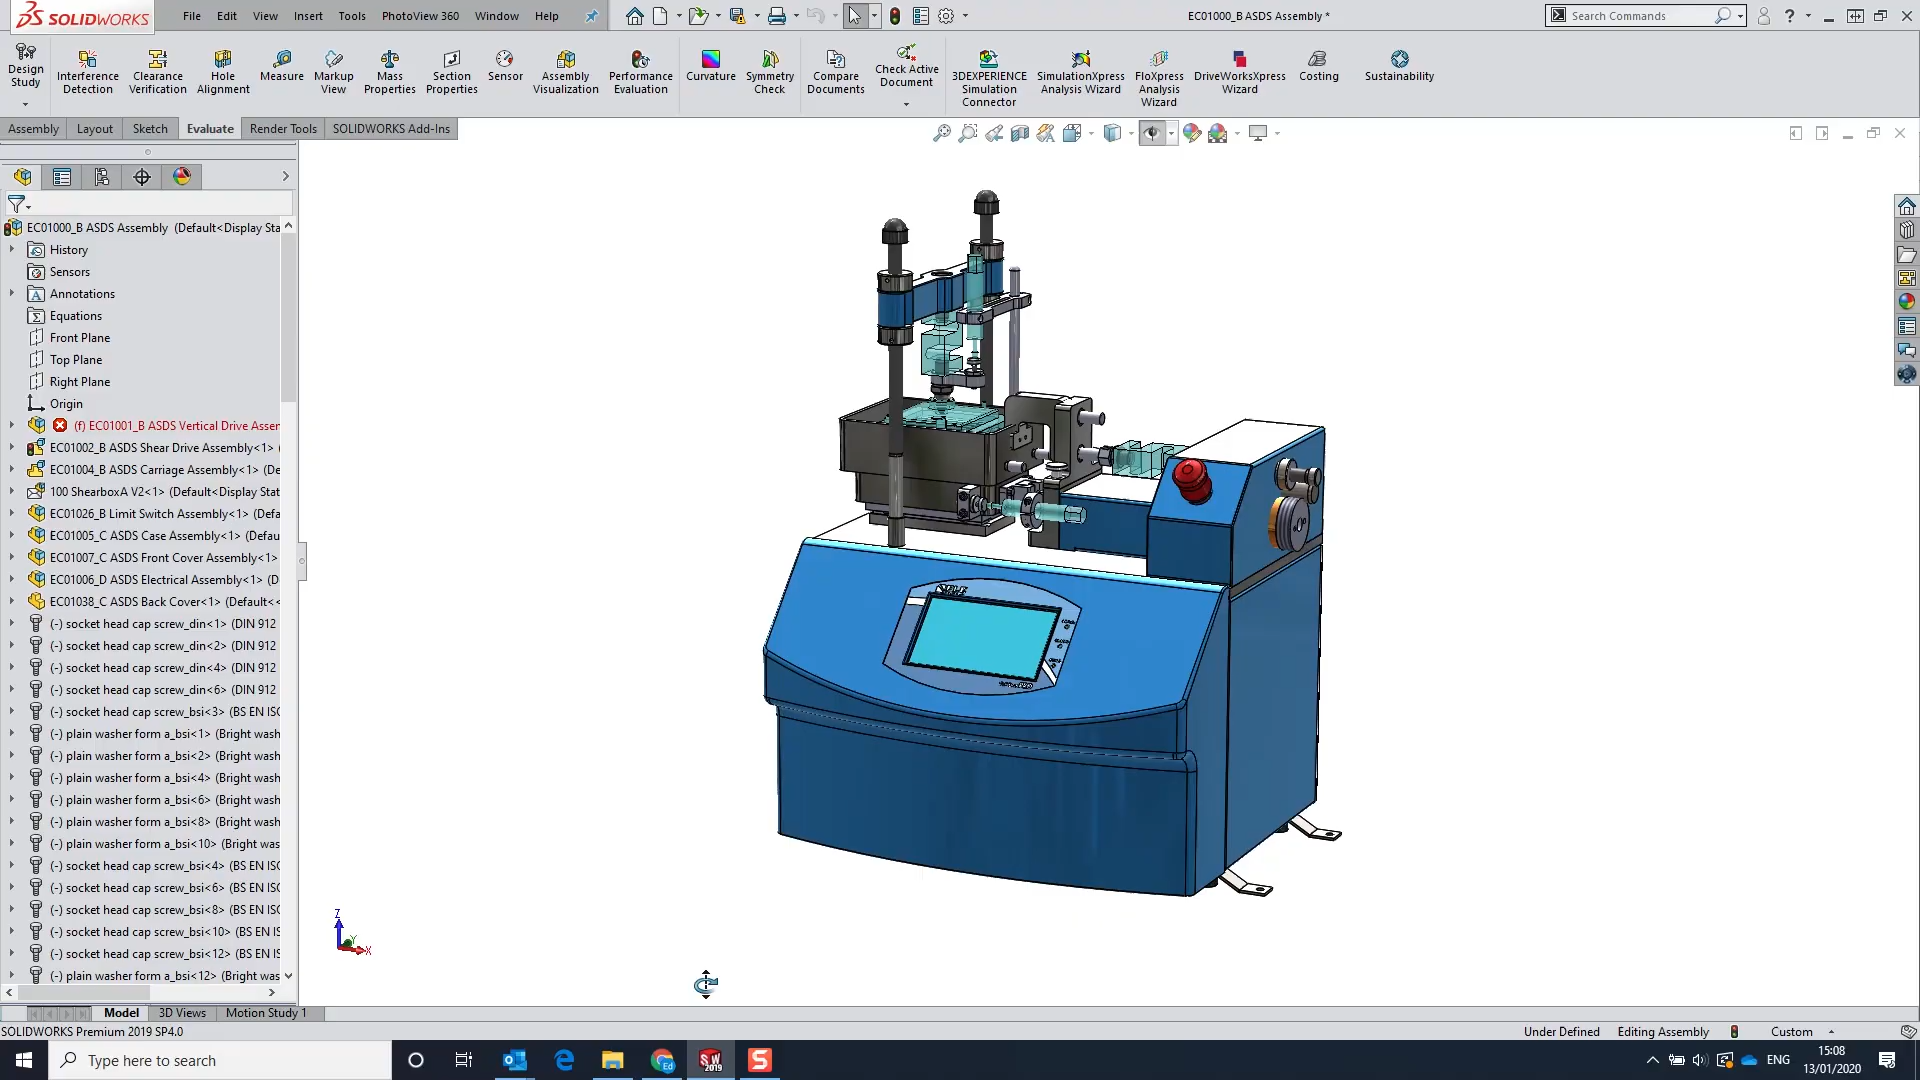 SOLIDWORKS
File Edit View Insert Tools PhotoView 360 Window Help
EC01000_B ASDS Assembly *
Search Commands
Design Study
Interference Detection
Clearance Verification
Hole Alignment
Measure
Markup View
Mass Properties
Section Properties
Sensor
Assembly Visualization
Performance Evaluation
Curvature
Symmetry Check
Compare Documents
Check Active Document
3DEXPERIENCE Simulation Connector
SimulationXpress Analysis Wizard
FloXpress Analysis Wizard
DriveWorksXpress Wizard
Costing
Sustainability
Assembly Layout Sketch Evaluate Render Tools SOLIDWORKS Add-Ins
EC01000_B ASDS Assembly (Default<Display Sta
History
Sensors
Annotations
Equations
Front Plane
Top Plane
Right Plane
Origin
(f) EC01001_B ASDS Vertical Drive Assen
EC01002_B ASDS Shear Drive Assembly<1> (
EC01004_B ASDS Carriage Assembly<1> (De
100 ShearboxA V2<1> (Default<Display Stat
EC01026_B Limit Switch Assembly<1> (Defa
EC01005_C ASDS Case Assembly<1> (Defau
EC01007_C ASDS Front Cover Assembly<1>
EC01006_D ASDS Electrical Assembly<1> (D
EC01038_C ASDS Back Cover<1> (Default<<
(-) socket head cap screw_din<1> (DIN 912
(-) socket head cap screw_din<2> (DIN 912
(-) socket head cap screw_din<4> (DIN 912
(-) socket head cap screw_din<6> (DIN 912
(-) socket head cap screw_bsi<3> (BS EN ISO
(-) plain washer form a_bsi<1> (Bright wash
(-) plain washer form a_bsi<2> (Bright wash
(-) plain washer form a_bsi<4> (Bright wash
(-) plain washer form a_bsi<6> (Bright wash
(-) plain washer form a_bsi<8> (Bright wash
(-) plain washer form a_bsi<10> (Bright was
(-) socket head cap screw_bsi<4> (BS EN ISO
(-) socket head cap screw_bsi<6> (BS EN ISO
(-) socket head cap screw_bsi<8> (BS EN ISO
(-) socket head cap screw_bsi<10> (BS EN IS
(-) socket head cap screw_bsi<12> (BS EN IS
(-) plain washer form a_bsi<12> (Bright was
Z
Y
X
Model 3D Views Motion Study 1
SOLIDWORKS Premium 2019 SP4.0
Under Defined Editing Assembly Custom
Type here to search
ENG
15:08
13/01/2020